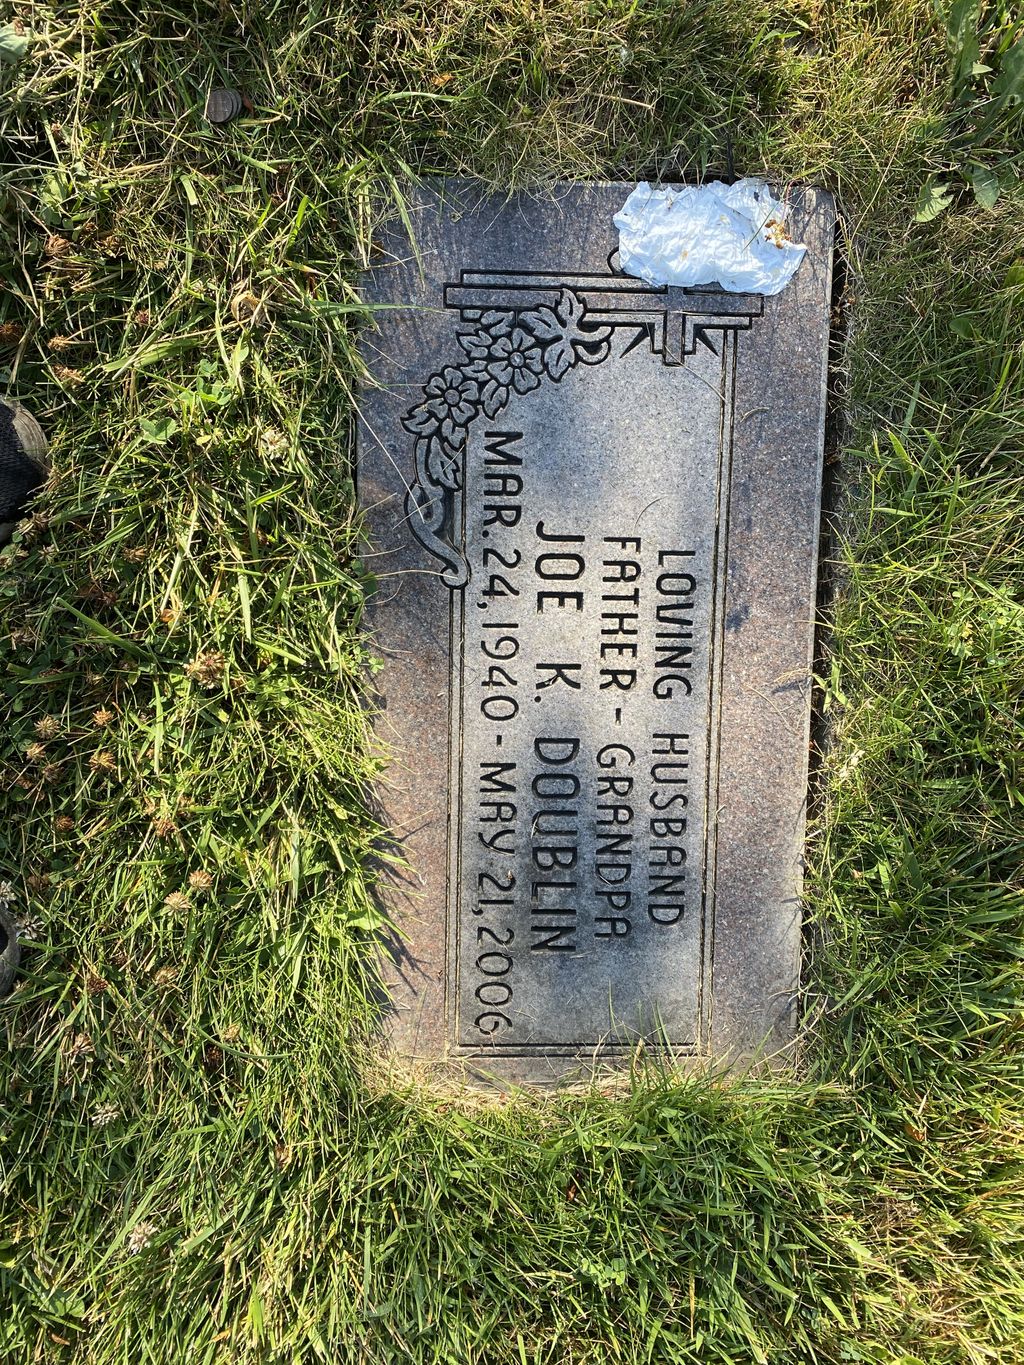 LOVING HUSBAND
FATHER - GRANDPA
JOE K. DOUBLIN
MAR. 24, 1940 - MAY 21, 2006